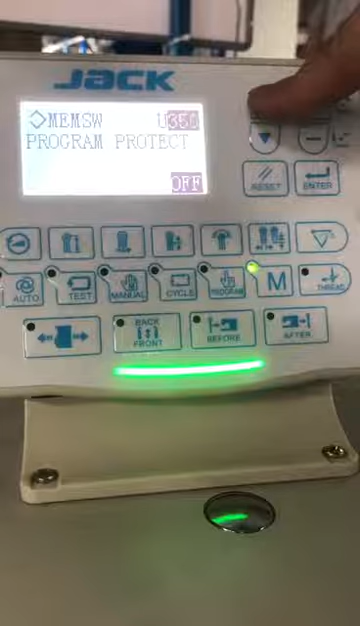 JACK
MEMSW U350
PROGRAM PROTECT
OFF
RESET
ENTER
AUTO
TEST
MANUAL
CYCLE
PROGRAM
M
THREAD
BACK
FRONT
BEFORE
AFTER